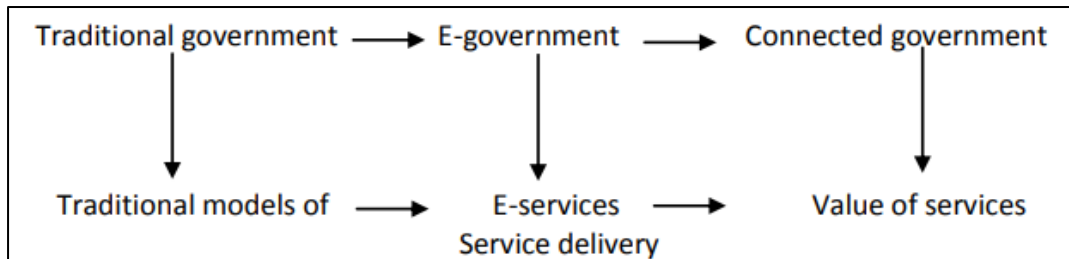 Traditional government E-government Connected government
Traditional models of E-services Value of services
Service delivery